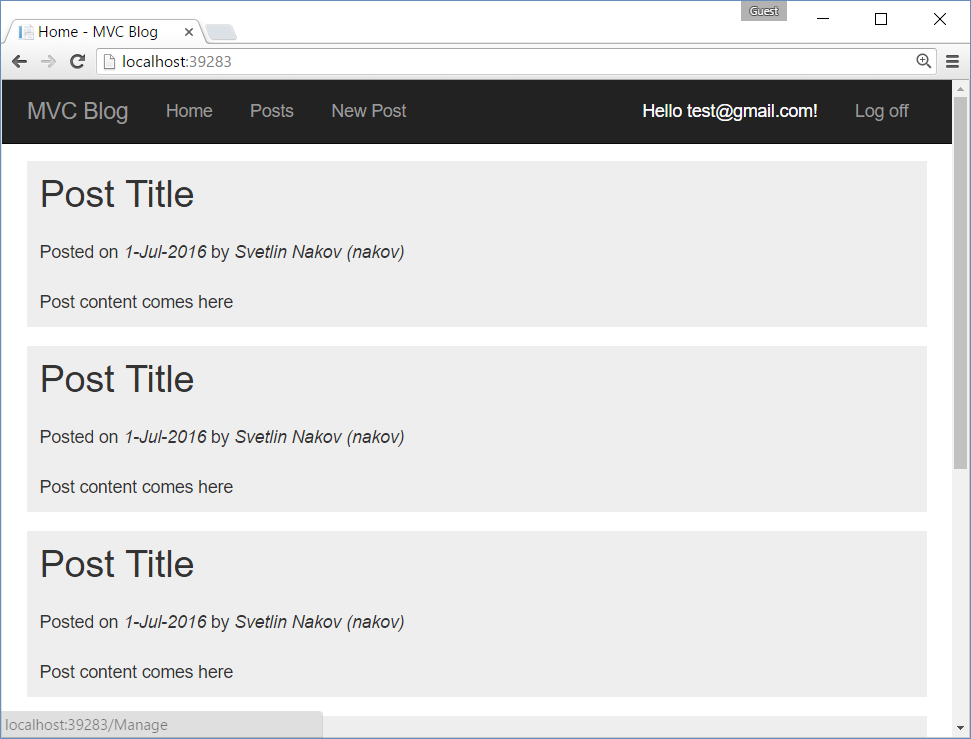 Guest
Home - MVC Blog
localhost:39283
MVC Blog Home Posts New Post Hello test@gmail.com! Log off
Post Title
Posted on 1-Jul-2016 by Svetlin Nakov (nakov)
Post content comes here
Post Title
Posted on 1-Jul-2016 by Svetlin Nakov (nakov)
Post content comes here
Post Title
Posted on 1-Jul-2016 by Svetlin Nakov (nakov)
Post content comes here
localhost:39283/Manage